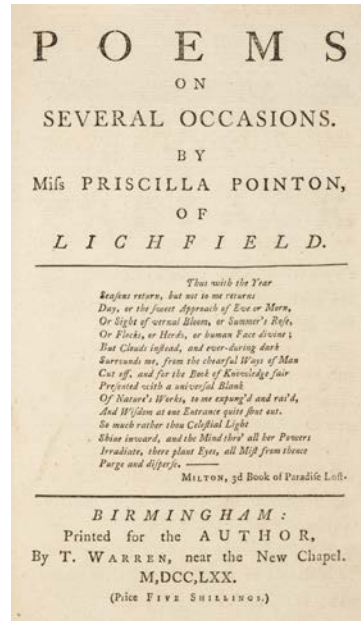 POEMS
ON
SEVERAL OCCASIONS.
BY
Miſs PRISCILLA POINTON,
OF
LICHFIELD.
Thus with the Year
Seaſons return, but not to me returns
Day, or the ſweet Approach of Eve or Morn,
Or Sight of vernal Bloom, or Summer's Roſe,
Or Flocks, or Herds, or human Face divine;
But Clouds inſtead, and ever-during dark
Surrounds me, from the chearful Ways of Man
Cut off, and for the Book of Knowledge fair
Preſented with a univerſal Blank
Of Nature's Works, to me expung'd and ras'd,
And Wiſdom at one Entrance quite ſhut out.
So much rather thou Celeſtial Light
Shine inward, and the Mind thro' all her Powers
Irradiate, there plant Eyes, all Miſt from thence
Purge and diſperſe. ———
MILTON, 3d Book of Paradiſe Loſt.
BIRMINGHAM:
Printed for the AUTHOR,
By T. WARREN, near the New Chapel.
M,DCC,LXX.
(Price FIVE SHILLINGS.)